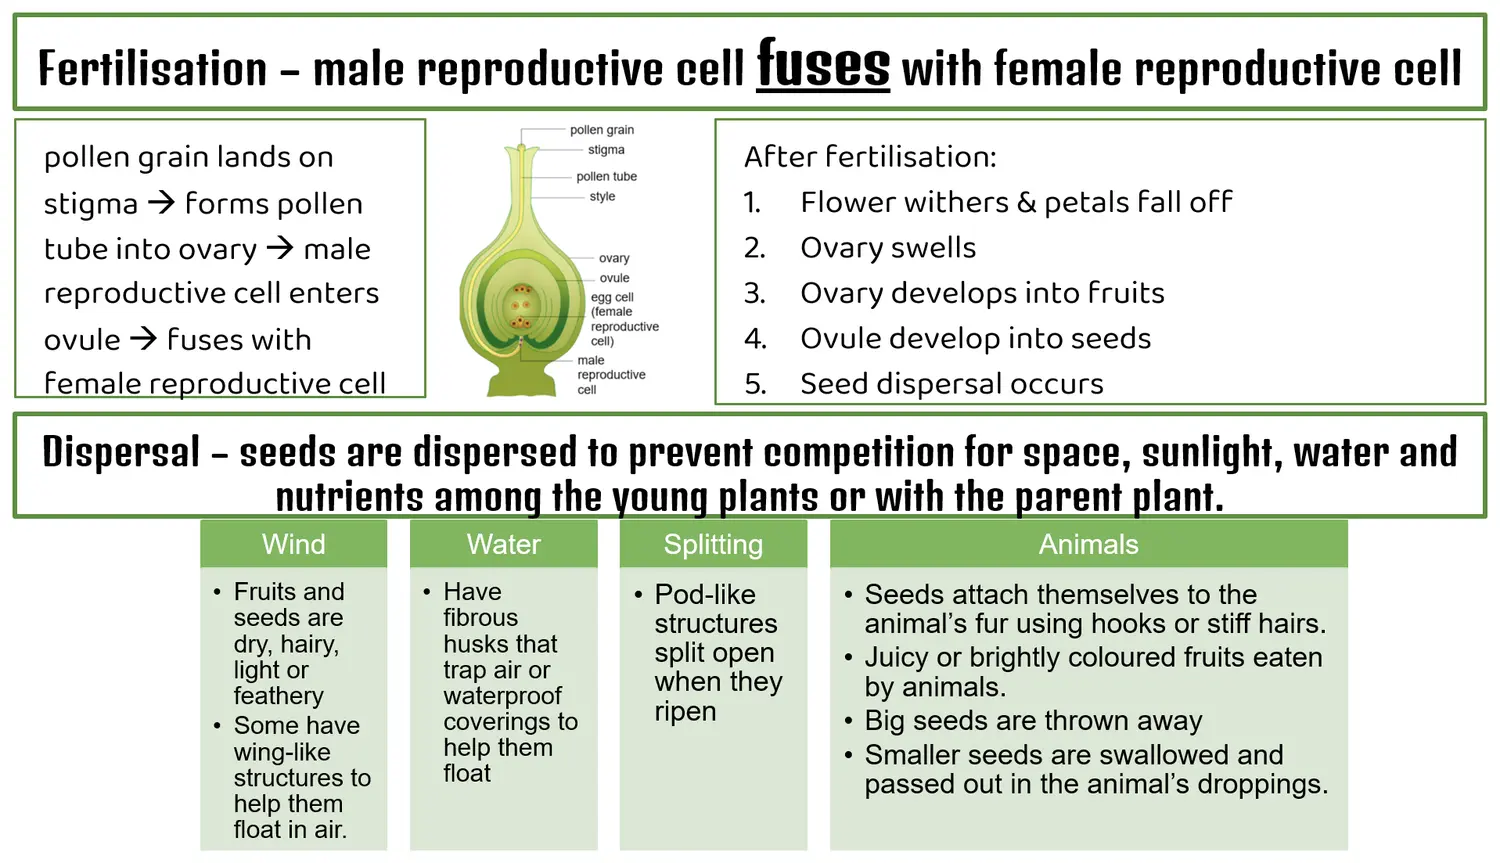 Fertilisation – male reproductive cell fuses with female reproductive cell
pollen grain lands on
stigma → forms pollen
tube into ovary → male
reproductive cell enters
ovule → fuses with
female reproductive cell
pollen grain
stigma
pollen tube
style
ovary
ovule
egg cell
(female
reproductive
cell)
male
reproductive
cell
After fertilisation:
1. Flower withers & petals fall off
2. Ovary swells
3. Ovary develops into fruits
4. Ovule develop into seeds
5. Seed dispersal occurs
Dispersal – seeds are dispersed to prevent competition for space, sunlight, water and
nutrients among the young plants or with the parent plant.
Wind
• Fruits and
seeds are
dry, hairy,
light or
feathery
• Some have
wing-like
structures to
help them
float in air.
Water
• Have
fibrous
husks that
trap air or
waterproof
coverings to
help them
float
Splitting
• Pod-like
structures
split open
when they
ripen
Animals
• Seeds attach themselves to the
animal’s fur using hooks or stiff hairs.
• Juicy or brightly coloured fruits eaten
by animals.
• Big seeds are thrown away
• Smaller seeds are swallowed and
passed out in the animal’s droppings.